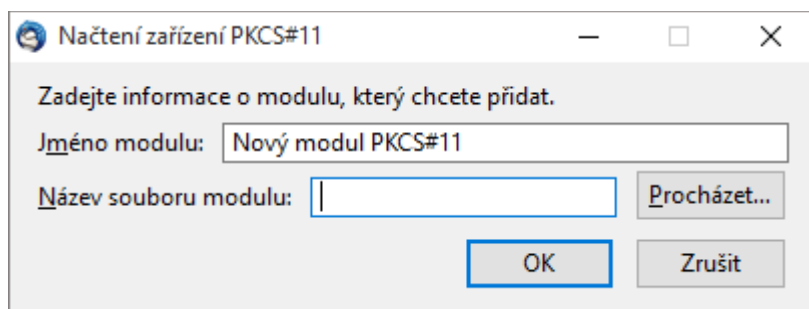 Načtení zařízení PKCS#11
Zadejte informace o modulu, který chcete přidat.
Jméno modulu: Nový modul PKCS#11
Název souboru modulu: Procházet...
OK Zrušit